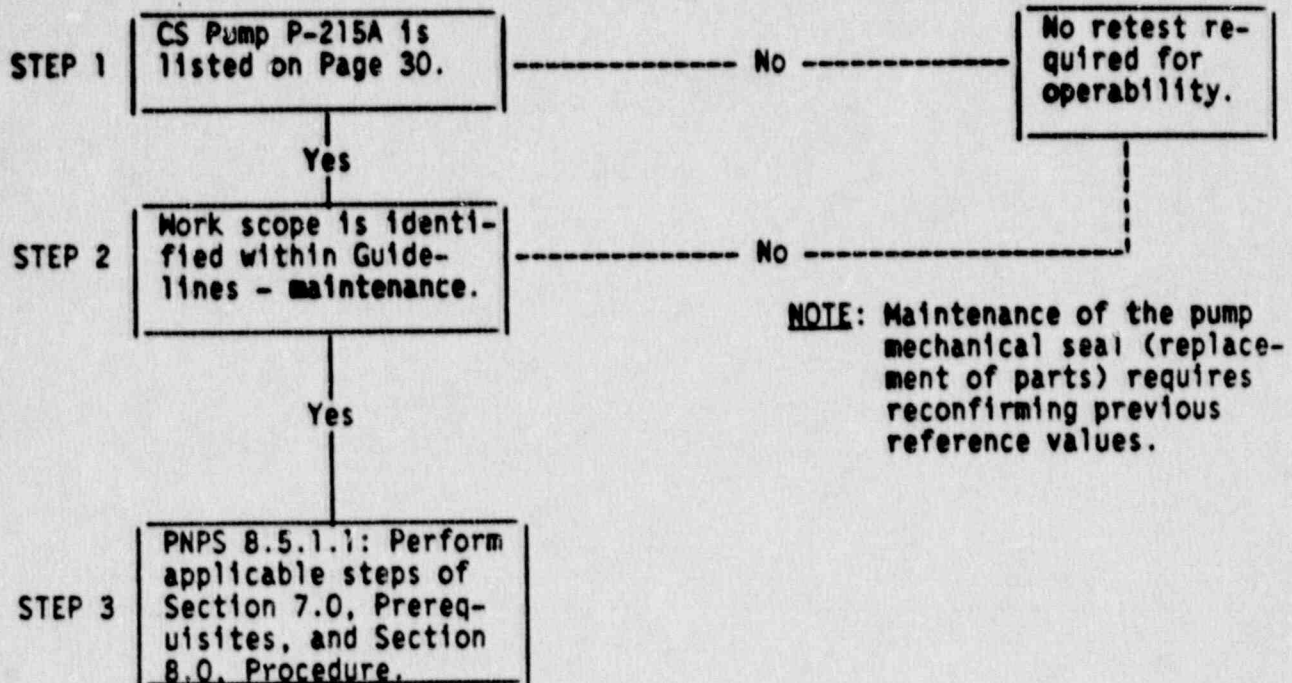 STEP 1
CS Pump P-215A is
listed on Page 30.
No
No retest re-
quired for
operability.
Yes
STEP 2
Work scope is identi-
fied within Guide-
lines - maintenance.
No
NOTE: Maintenance of the pump
mechanical seal (replace-
ment of parts) requires
reconfirming previous
reference values.
Yes
STEP 3
PNPS 8.5.1.1: Perform
applicable steps of
Section 7.0, Prereq-
uisites, and Section
8.0, Procedure.